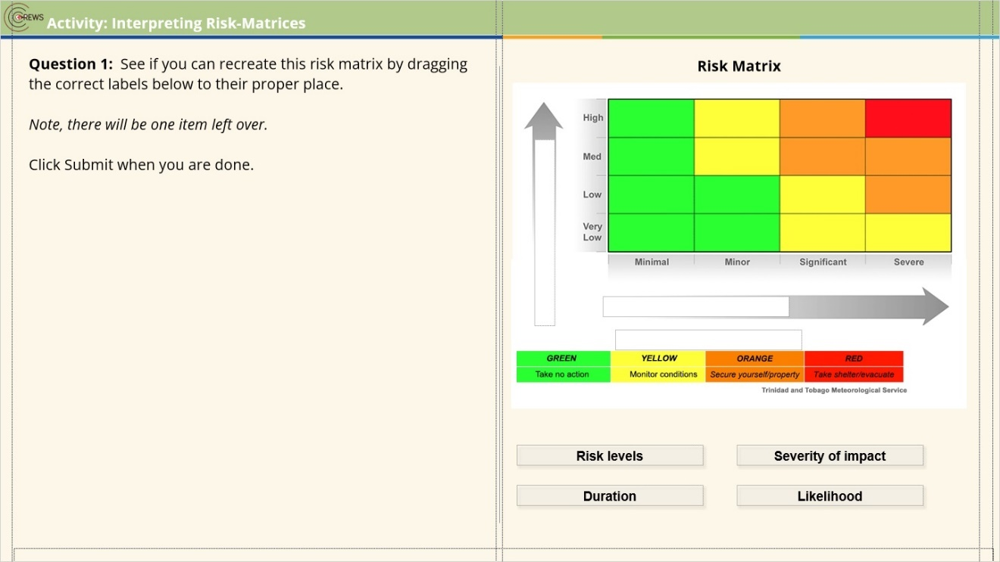 CREWS
Activity: Interpreting Risk-Matrices
Question 1: See if you can recreate this risk matrix by dragging
the correct labels below to their proper place.
Note, there will be one item left over.
Click Submit when you are done.
Risk Matrix
High
Med
Low
Very
Low
Minimal Minor Significant Severe
GREEN YELLOW ORANGE RED
Take no action Monitor conditions Secure yourself/property Take shelter/evacuate
Trinidad and Tobago Meteorological Service
Risk levels Severity of impact
Duration Likelihood